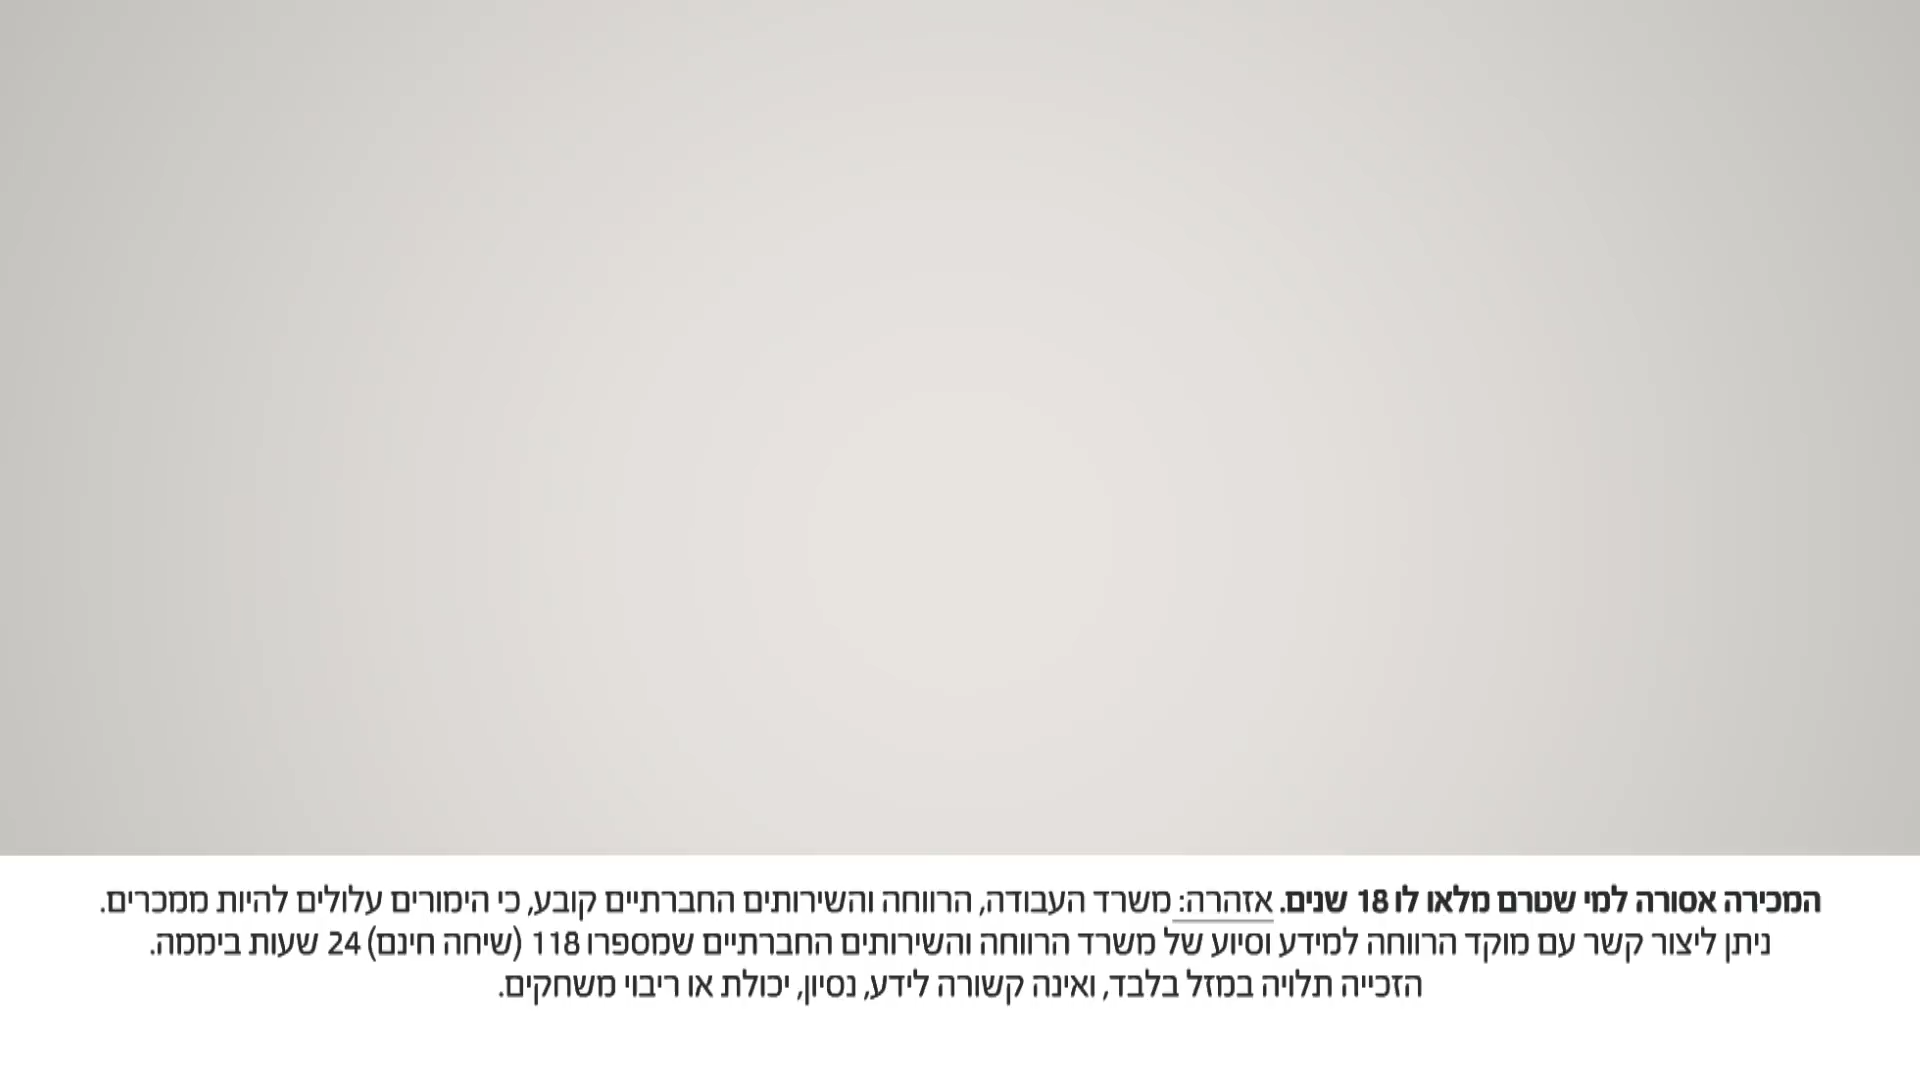 המכירה אסורה למי שטרם מלאו לו 18 שנים. אזהרה: משרד העבודה, הרווחה והשירותים החברתיים קובע, כי הימורים עלולים להיות ממכרים.
ניתן ליצור קשר עם מוקד הרווחה למידע וסיוע של משרד הרווחה והשירותים החברתיים שמספרו 118 (שיחה חינם) 24 שעות ביממה.
הזכייה תלויה במזל בלבד, ואינה קשורה לידע, נסיון, יכולת או ריבוי משחקים.